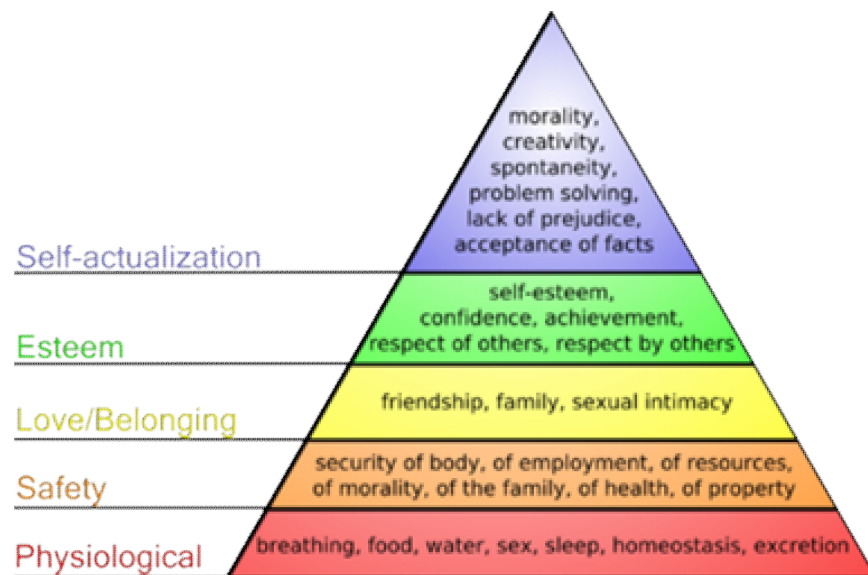 morality,
creativity,
spontaneity,
problem solving,
lack of prejudice,
acceptance of facts
Self-actualization
self-esteem,
confidence, achievement,
respect of others, respect by others
Esteem
friendship, family, sexual intimacy
Love/Belonging
security of body, of employment, of resources,
of morality, of the family, of health, of property
Safety
breathing, food, water, sex, sleep, homeostasis, excretion
Physiological